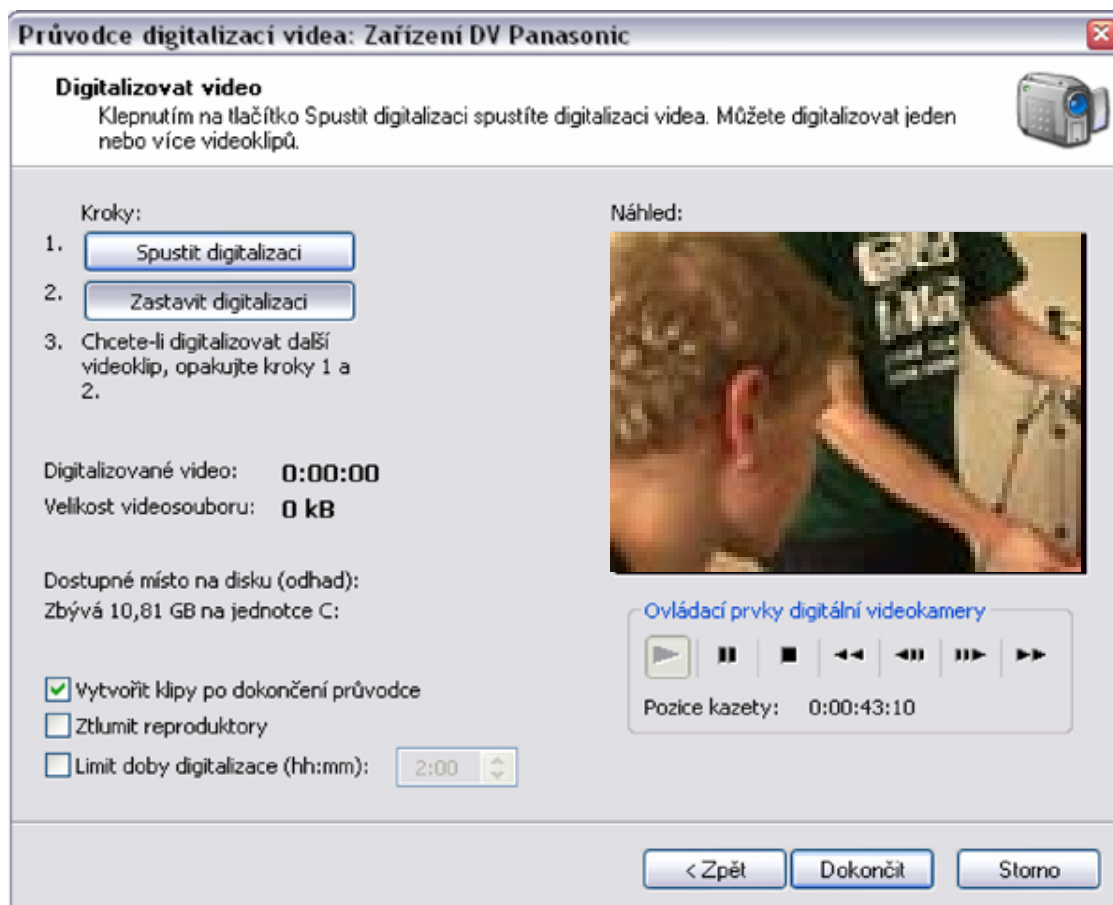 Průvodce digitalizací videa: Zařízení DV Panasonic
Digitalizovat video
Klepnutím na tlačítko Spustit digitalizaci spustíte digitalizaci videa. Můžete digitalizovat jeden
nebo více videoklipů.
Kroky:
1. Spustit digitalizaci
2. Zastavit digitalizaci
3. Chcete-li digitalizovat další
videoklip, opakujte kroky 1 a
2.
Digitalizované video: 0:00:00
Velikost videosouboru: 0 kB
Dostupné místo na disku (odhad):
Zbývá 10,81 GB na jednotce C:
Vytvořit klipy po dokončení průvodce
Ztlumit reproduktory
Limit doby digitalizace (hh:mm): 2:00
Náhled:
Ovládací prvky digitální videokamery
Pozice kazety: 0:00:43:10
< Zpět Dokončit Storno